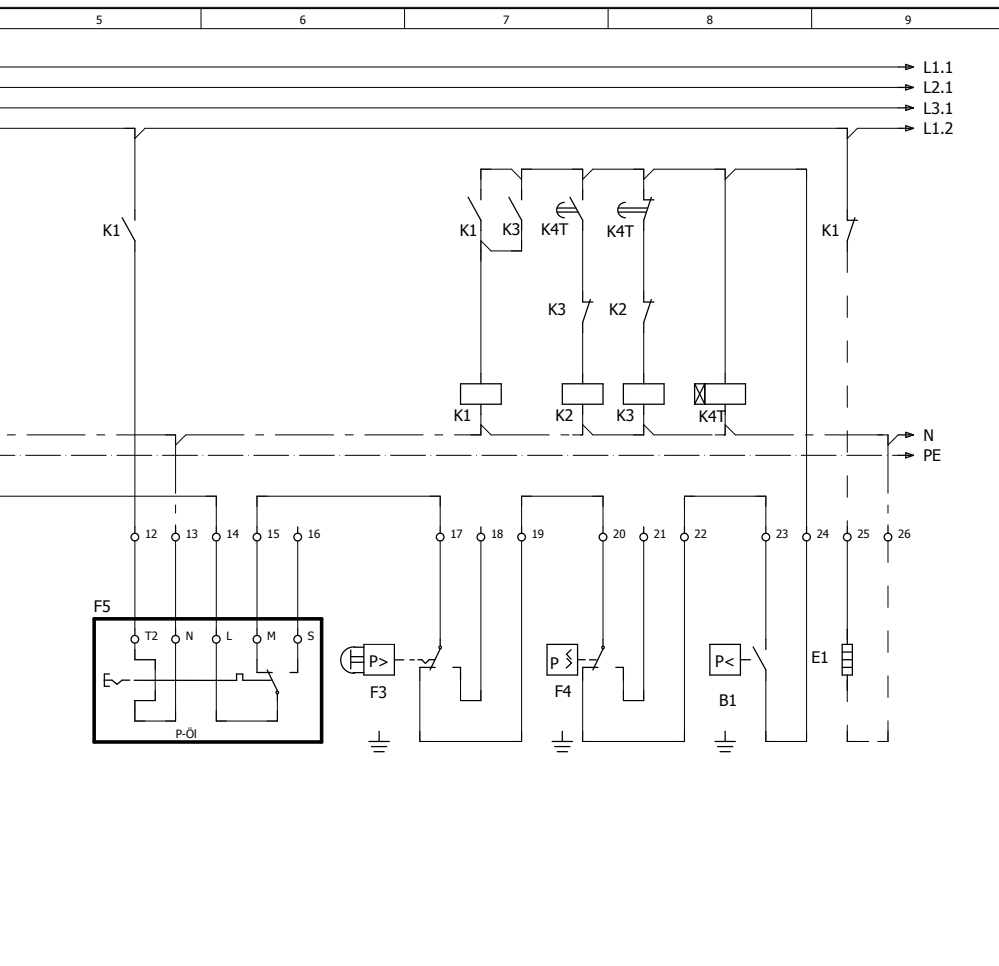 5 6 7 8 9
L1.1
L2.1
L3.1
L1.2
K1 K1 K3 K4T K4T K1
K3 K2
K1 K2 K3 K4T
N
PE
12 13 14 15 16 17 18 19 20 21 22 23 24 25 26
F5
T2 N L M S
P> P P< E1
F3 F4 B1
P-Öl